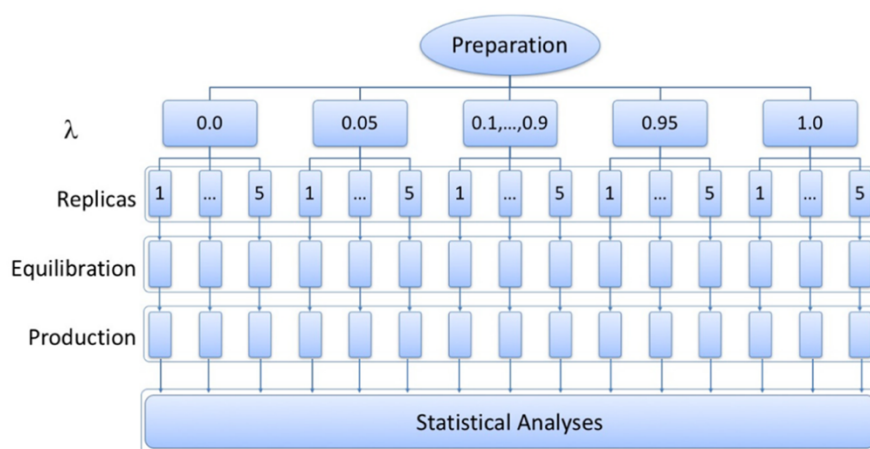 Preparation
λ 0.0 0.05 0.1,...,0.9 0.95 1.0
Replicas 1 ... 5 1 ... 5 1 ... 5 1 ... 5 1 ... 5
Equilibration
Production
Statistical Analyses